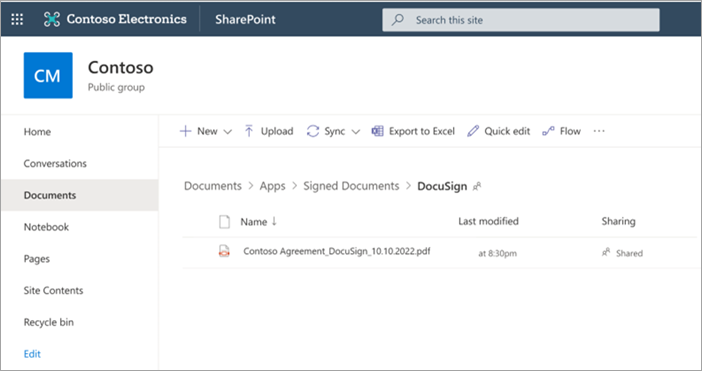 Contoso Electronics SharePoint Search this site
CM Contoso
Public group
Home
Conversations
Documents
Notebook
Pages
Site Contents
Recycle bin
Edit
New Upload Sync Export to Excel Quick edit Flow ...
Documents > Apps > Signed Documents > DocuSign
Name ↓ Last modified Sharing
Contoso Agreement_DocuSign_10.10.2022.pdf at 8:30pm Shared